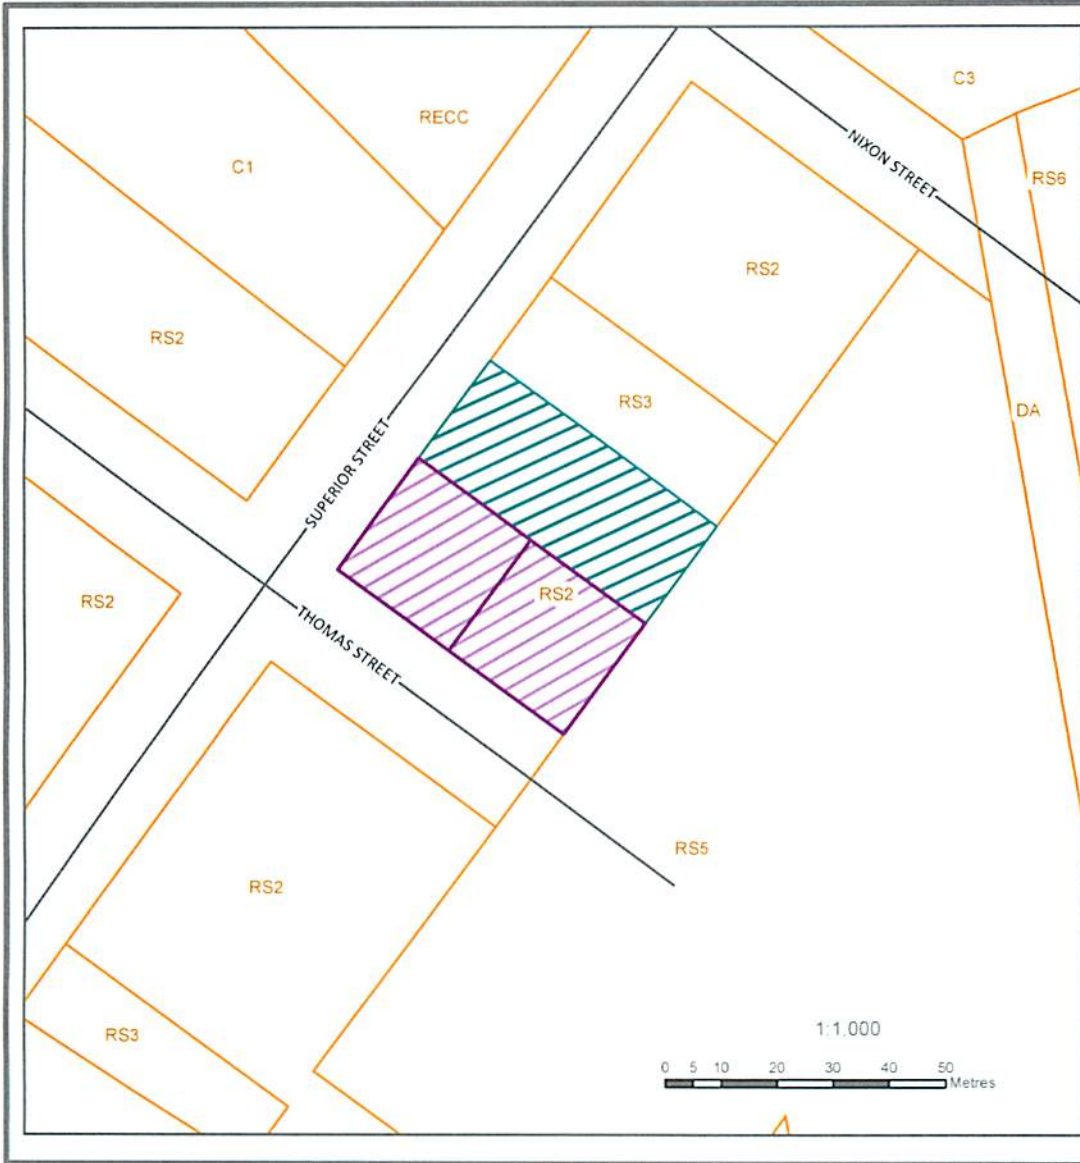 C3
RECC
C1
NIXON STREET
RS6
RS2
RS2
RS3
DA
SUPERIOR STREET
RS2
RS2
THOMAS STREET
RS5
RS2
RS3
1:1,000
0 5 10 20 30 40 50
Metres